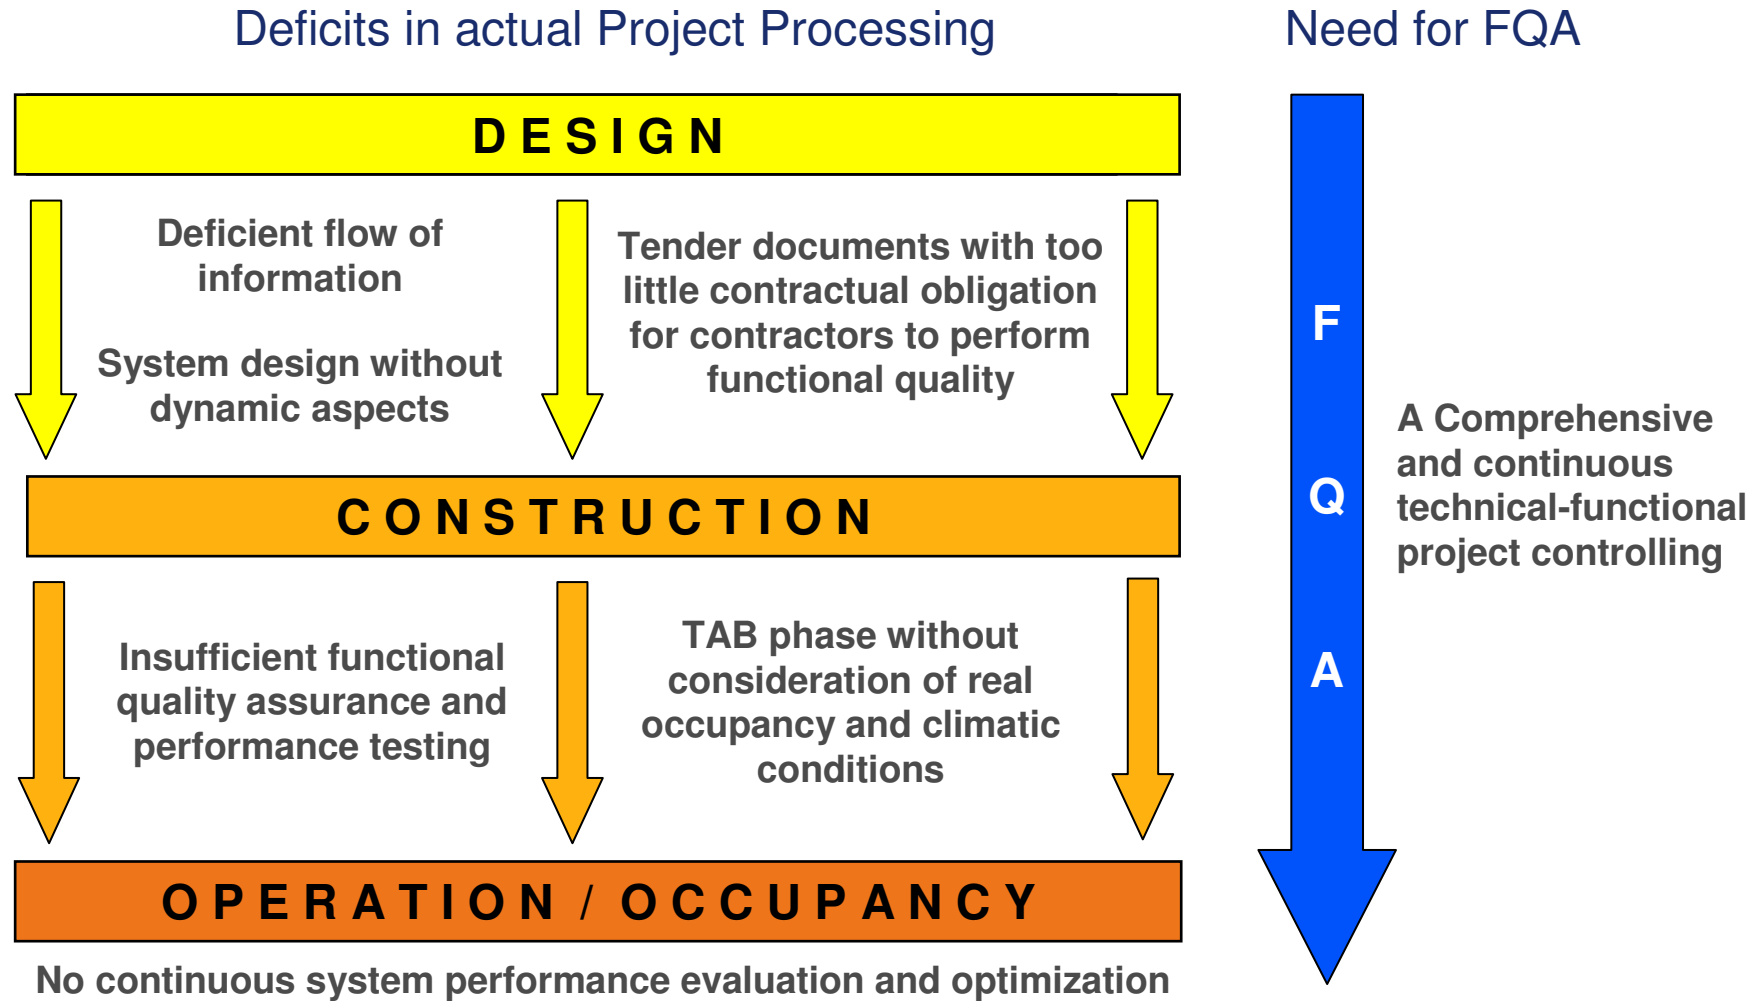 Deficits in actual Project Processing
Need for FQA
DESIGN
Deficient flow of
information
System design without
dynamic aspects
Tender documents with too
little contractual obligation
for contractors to perform
functional quality
CONSTRUCTION
Insufficient functional
quality assurance and
performance testing
TAB phase without
consideration of real
occupancy and climatic
conditions
OPERATION / OCCUPANCY
No continuous system performance evaluation and optimization
F
Q
A
A Comprehensive
and continuous
technical-functional
project controlling